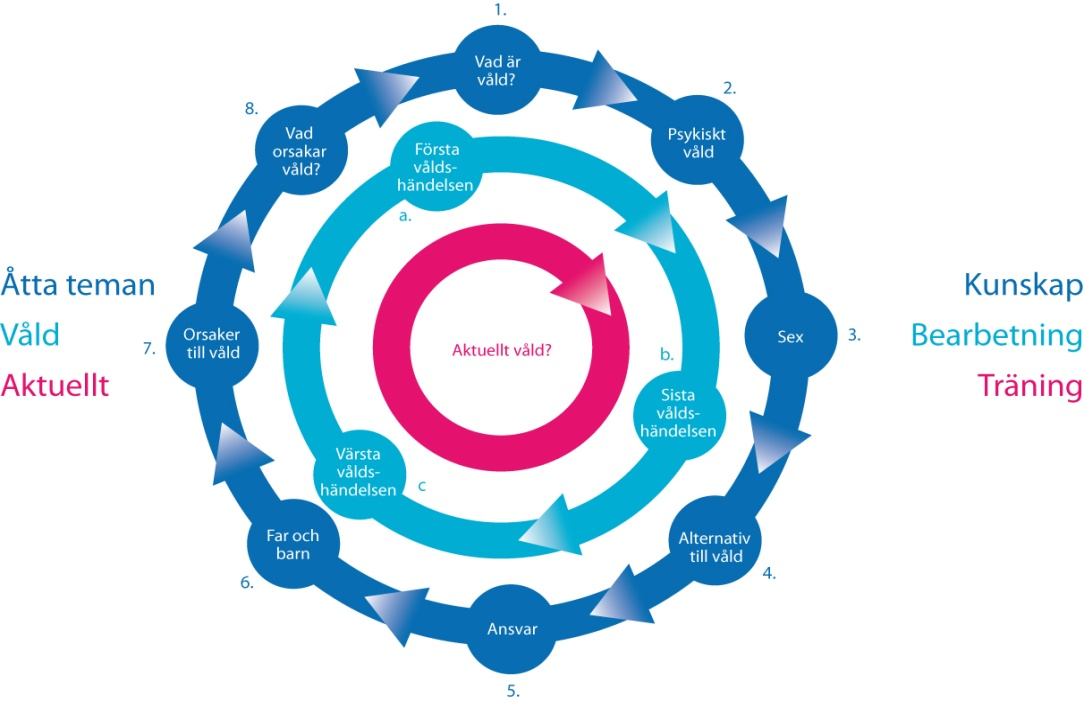 1.
Vad är
våld?
2.
Psykiskt
våld
3.
Sex
4.
Alternativ
till våld
5.
Ansvar
6.
Far och
barn
7.
Orsaker
till våld
8.
Vad
orsakar
våld?
Första
vålds-
händelsen
a.
b.
Sista
vålds-
händelsen
Värsta
vålds-
händelsen
c
Aktuellt våld?
Åtta teman
Våld
Aktuellt
Kunskap
Bearbetning
Träning